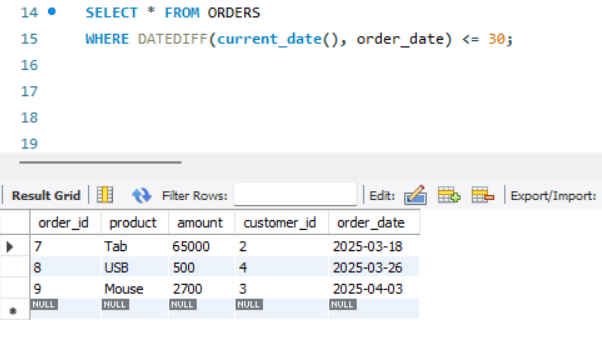 14 SELECT * FROM ORDERS
15 WHERE DATEDIFF(current_date(), order_date) <= 30;
16
17
18
19
Result Grid Filter Rows: Edit: Export/Import:
order_id product amount customer_id order_date
7 Tab 65000 2 2025-03-18
8 USB 500 4 2025-03-26
9 Mouse 2700 3 2025-04-03
NULL NULL NULL NULL NULL